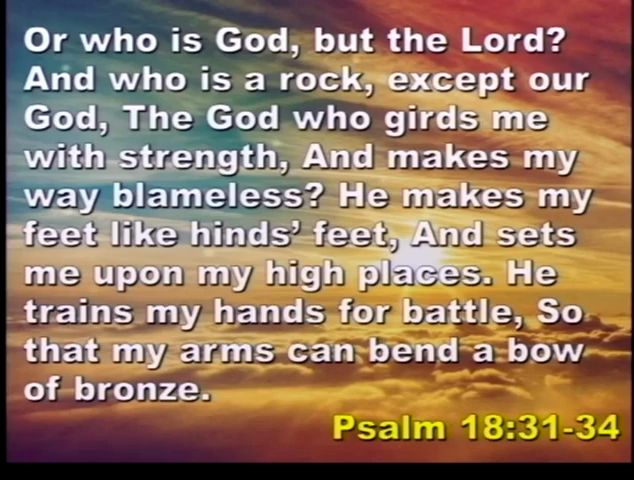 Or who is God, but the Lord?
And who is a rock, except our
God, The God who girds me
with strength, And makes my
way blameless? He makes my
feet like hinds’ feet, And sets
me upon my high places. He
trains my hands for battle, So
that my arms can bend a bow
of bronze.
Psalm 18:31-34